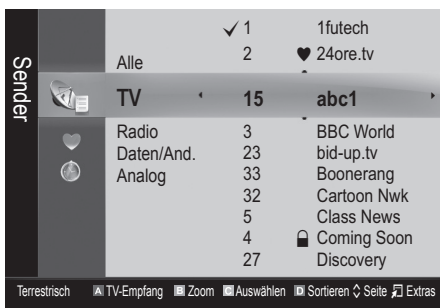 Sender
1 1futech
Alle 2 24ore.tv
TV 15 abc1
Radio 3 BBC World
Daten/And. 23 bid-up.tv
Analog 33 Boonerang
32 Cartoon Nwk
5 Class News
4 Coming Soon
27 Discovery
Terrestrisch A TV-Empfang B Zoom C Auswählen D Sortieren Seite Extras